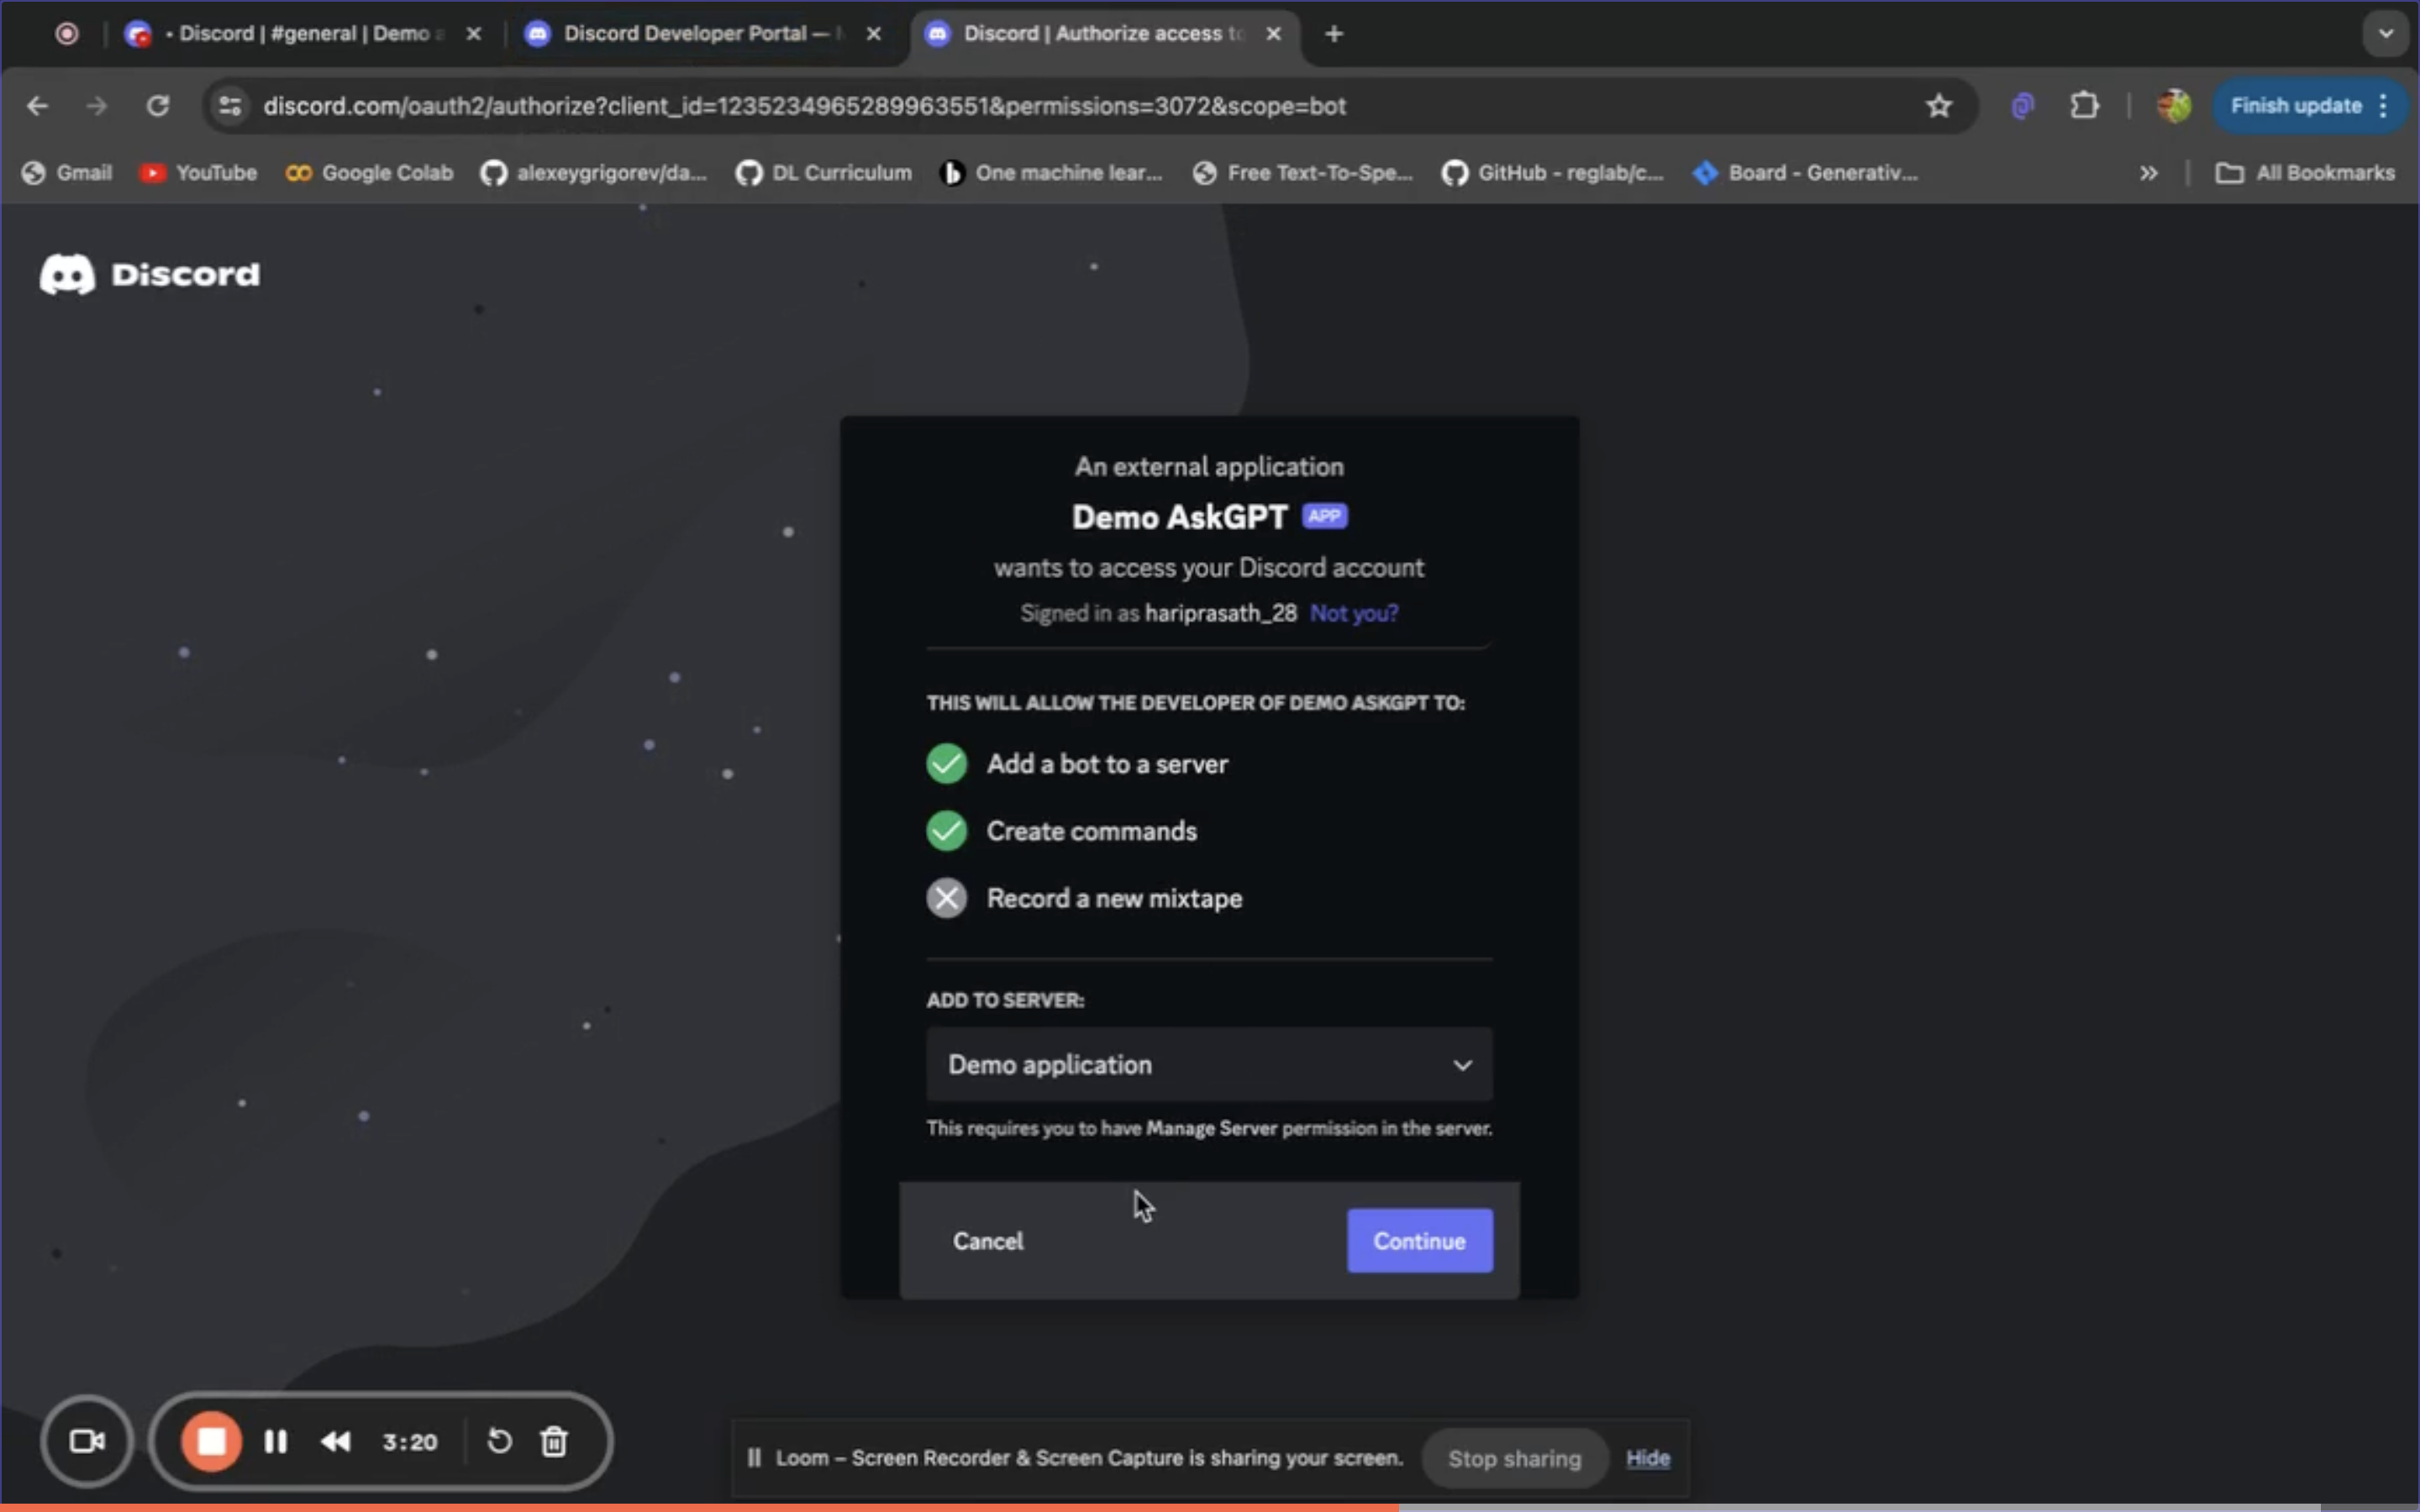 • Discord | #general | Demo
Discord Developer Portal —
Discord | Authorize access to
discord.com/oauth2/authorize?client_id=1235234965289963551&permissions=3072&scope=bot
Finish update
Gmail
YouTube
Google Colab
alexeygrigorev/da...
DL Curriculum
One machine lear...
Free Text-To-Spe...
GitHub - reglab/c...
Board - Generativ...
All Bookmarks
Discord
An external application
Demo AskGPT APP
wants to access your Discord account
Signed in as hariprasath_28 Not you?
THIS WILL ALLOW THE DEVELOPER OF DEMO ASKGPT TO:
Add a bot to a server
Create commands
Record a new mixtape
ADD TO SERVER:
Demo application
This requires you to have Manage Server permission in the server.
Cancel
Continue
3:20
Loom – Screen Recorder & Screen Capture is sharing your screen.
Stop sharing
Hide